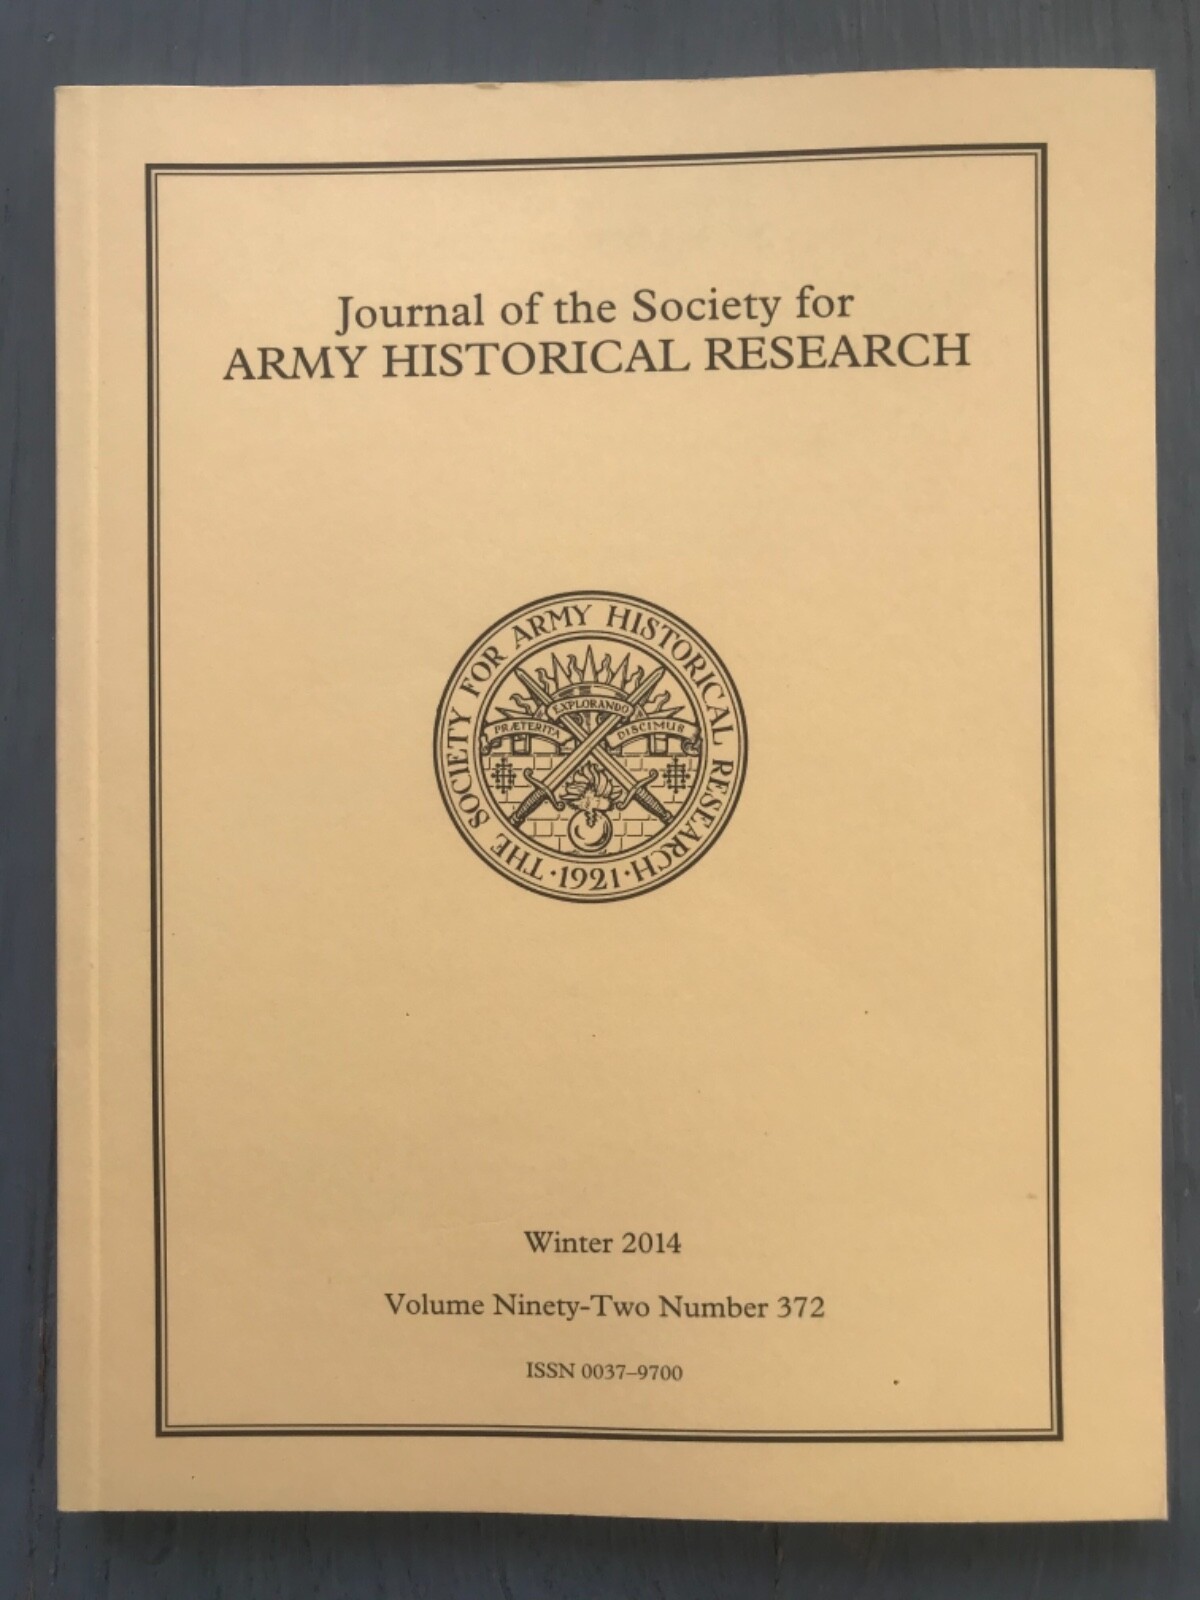 Journal of the Society for
ARMY HISTORICAL RESEARCH
THE SOCIETY FOR ARMY HISTORICAL RESEARCH
·1921·
EXPLORANDO
PRÆTERITA
DISCIMUS
Winter 2014
Volume Ninety-Two Number 372
ISSN 0037–9700